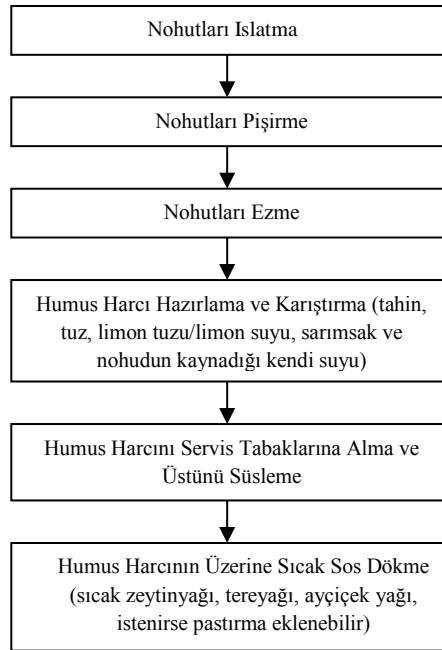 Nohutları Islatma
Nohutları Pişirme
Nohutları Ezme
Humus Harcı Hazırlama ve Karıştırma (tahin,
tuz, limon tuzu/limon suyu, sarımsak ve
nohudun kaynadığı kendi suyu)
Humus Harcını Servis Tabaklarına Alma ve
Üstünü Süsleme
Humus Harcının Üzerine Sıcak Sos Dökme
(sıcak zeytinyağı, tereyağı, ayçiçek yağı,
istenirse pastırma eklenebilir)